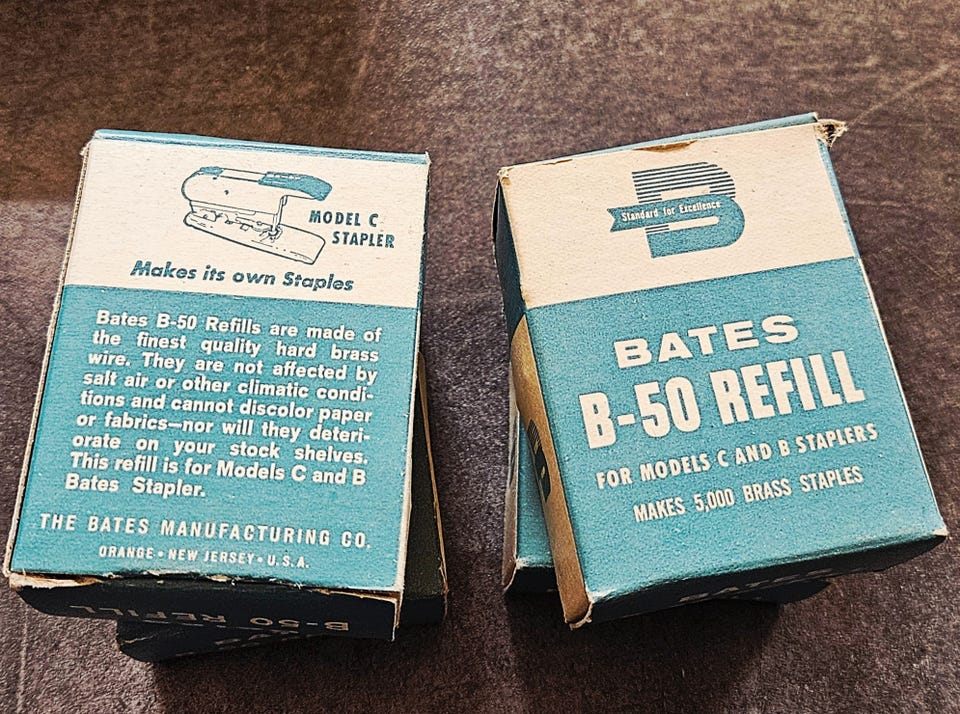 MODEL C
STAPLER
Makes its own Staples
Bates B-50 Refills are made of
the finest quality hard brass
wire. They are not affected by
salt air or other climatic condi-
tions and cannot discolor paper
or fabrics—nor will they deteri-
orate on your stock shelves.
This refill is for Models C and B
Bates Stapler.
THE BATES MANUFACTURING CO.
ORANGE • NEW JERSEY • U.S.A.
B-50 REFILL
B
Standard for Excellence
BATES
B-50 REFILL
FOR MODELS C AND B STAPLERS
MAKES 5,000 BRASS STAPLES